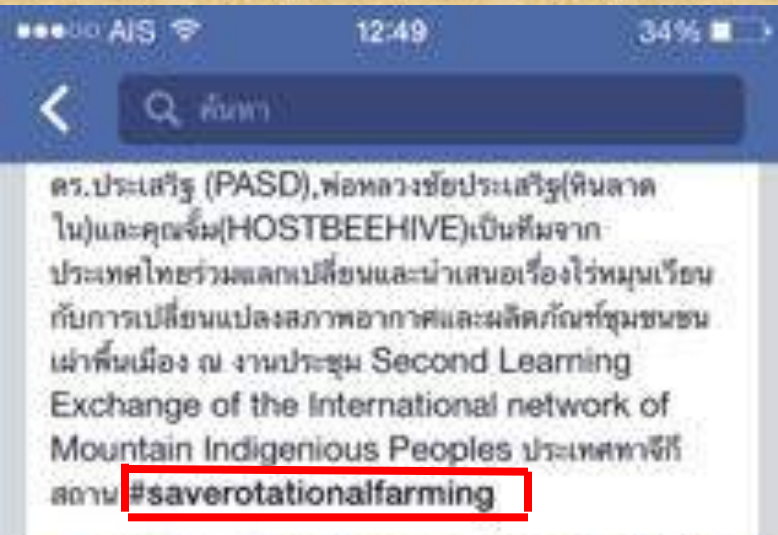 AIS 12:49 34%
ค้นหา
ดร.ประเสริฐ (PASD),พ่อหลวงชัยประเสริฐ(หินลาด
ใน)และคุณจิ๋ม(HOSTBEEHIVE)เป็นทีมจาก
ประเทศไทยร่วมแลกเปลี่ยนและนำเสนอเรื่องไร่หมุนเวียน
กับการเปลี่ยนแปลงสภาพอากาศและผลิตภัณฑ์ชุมชนชน
เผ่าพื้นเมือง ณ งานประชุม Second Learning
Exchange of the International network of
Mountain Indigenious Peoples ประเทศทาจีกี
สถาน #saverotationalfarming